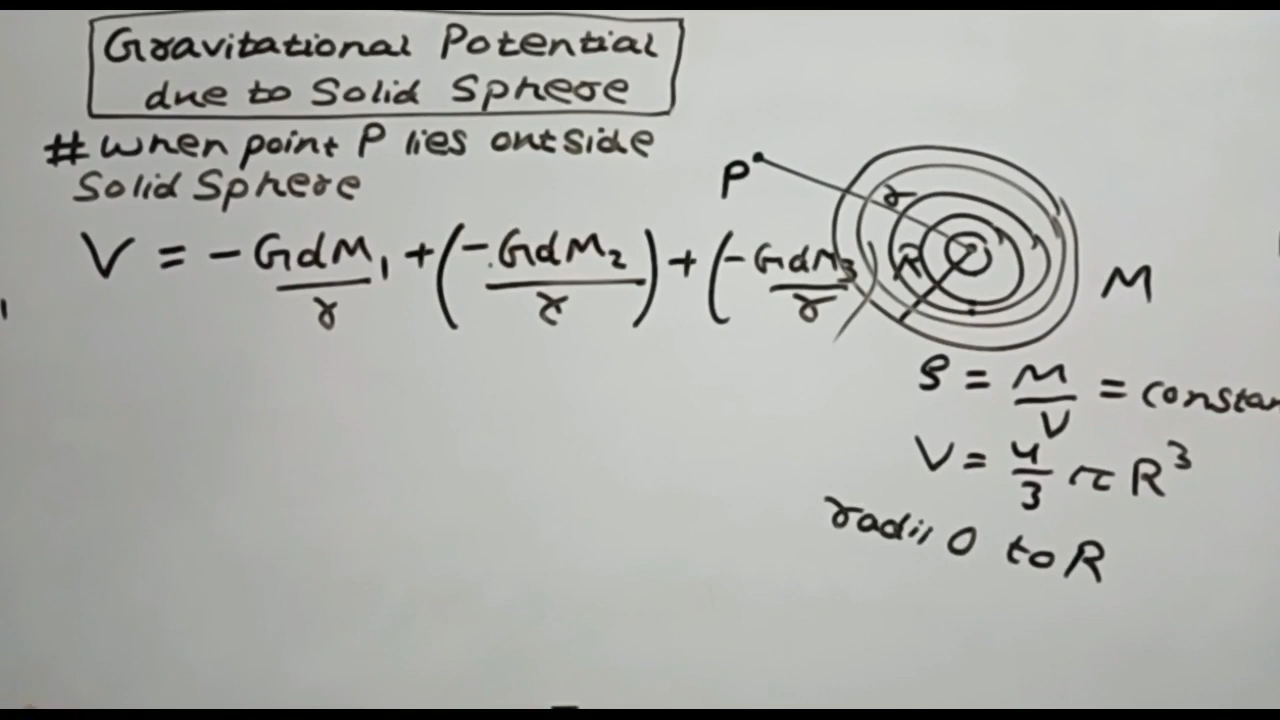 Gravitational Potential
due to Solid Sphere
# when point P lies outside
Solid Sphere
V = -GdM₁/r + (-GdM₂/r) + (-GdM₃/r)
P
r
R
M
ρ = M/V = constan
V = 4/3 π R³
radii 0 to R